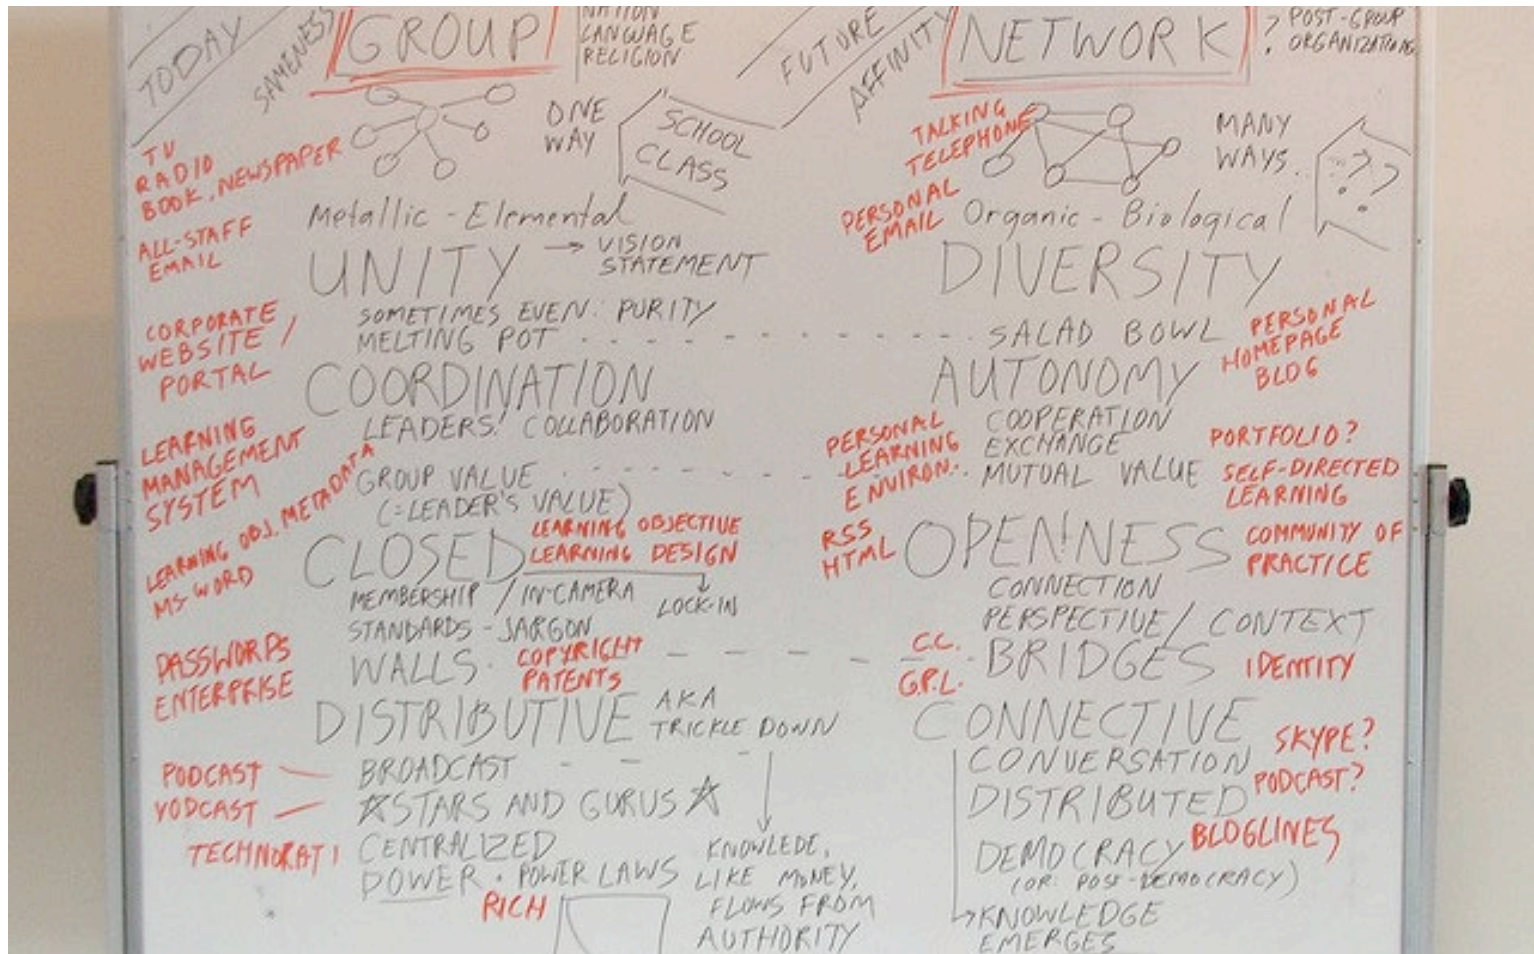 TODAY
SAMENESS
GROUP
NATION
LANGUAGE
RELIGION
FUTURE
AFFINITY
NETWORK
?
POST-GROUP
ORGANIZATIONS
TV
RADIO
BOOK, NEWSPAPER
ONE
WAY
SCHOOL
CLASS
TALKING
TELEPHONE
MANY
WAYS
???
ALL-STAFF
EMAIL
Metallic - Elemental
UNITY → VISION
STATEMENT
PERSONAL
EMAIL
Organic - Biological
DIVERSITY
CORPORATE
WEBSITE /
PORTAL
SOMETIMES EVEN: PURITY
MELTING POT - - - - - - - - - SALAD BOWL
PERSONAL
HOMEPAGE
BLOG
COORDINATION
LEADERS! COLLABORATION
AUTONOMY
COOPERATION
EXCHANGE
LEARNING
MANAGEMENT
SYSTEM
GROUP VALUE - - - - - - - - MUTUAL VALUE
(=LEADER'S VALUE)
PERSONAL
LEARNING
ENVIRON..
PORTFOLIO?
SELF-DIRECTED
LEARNING
LEARNING OBJ. METADATA
MS-WORD
CLOSED
LEARNING OBJECTIVE
LEARNING DESIGN
LOCK-IN
MEMBERSHIP / IN-CAMERA
STANDARDS - JARGON
RSS
HTML
OPENNESS
COMMUNITY OF
PRACTICE
CONNECTION
PERSPECTIVE / CONTEXT
PASSWORDS
ENTERPRISE
WALLS. COPYRIGHT
PATENTS
C.C.
G.P.L.
BRIDGES IDENTITY
DISTRIBUTIVE AKA
TRICKLE DOWN
CONNECTIVE
CONVERSATION
SKYPE?
PODCAST?
PODCAST — BROADCAST
VODCAST — ☆STARS AND GURUS☆
DISTRIBUTED
TECHNORATI
CENTRALIZED
POWER · POWER LAWS
RICH
KNOWLEDE,
LIKE MONEY,
FLOWS FROM
AUTHORITY
DEMOCRACY
BLOGLINES
(OR: POST-DEMOCRACY)
→KNOWLEDGE
EMERGES